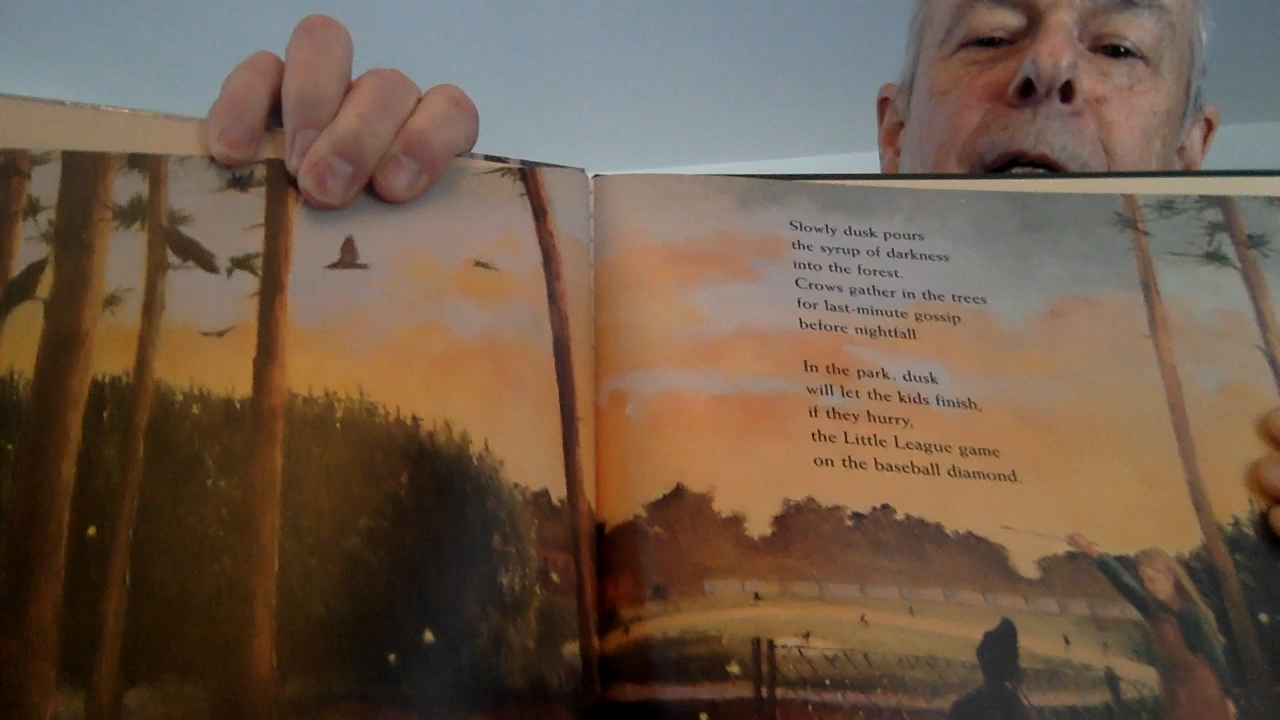 Slowly dusk pours
the syrup of darkness
into the forest.
Crows gather in the trees
for last-minute gossip
before nightfall.
In the park, dusk
will let the kids finish,
if they hurry,
the Little League game
on the baseball diamond.